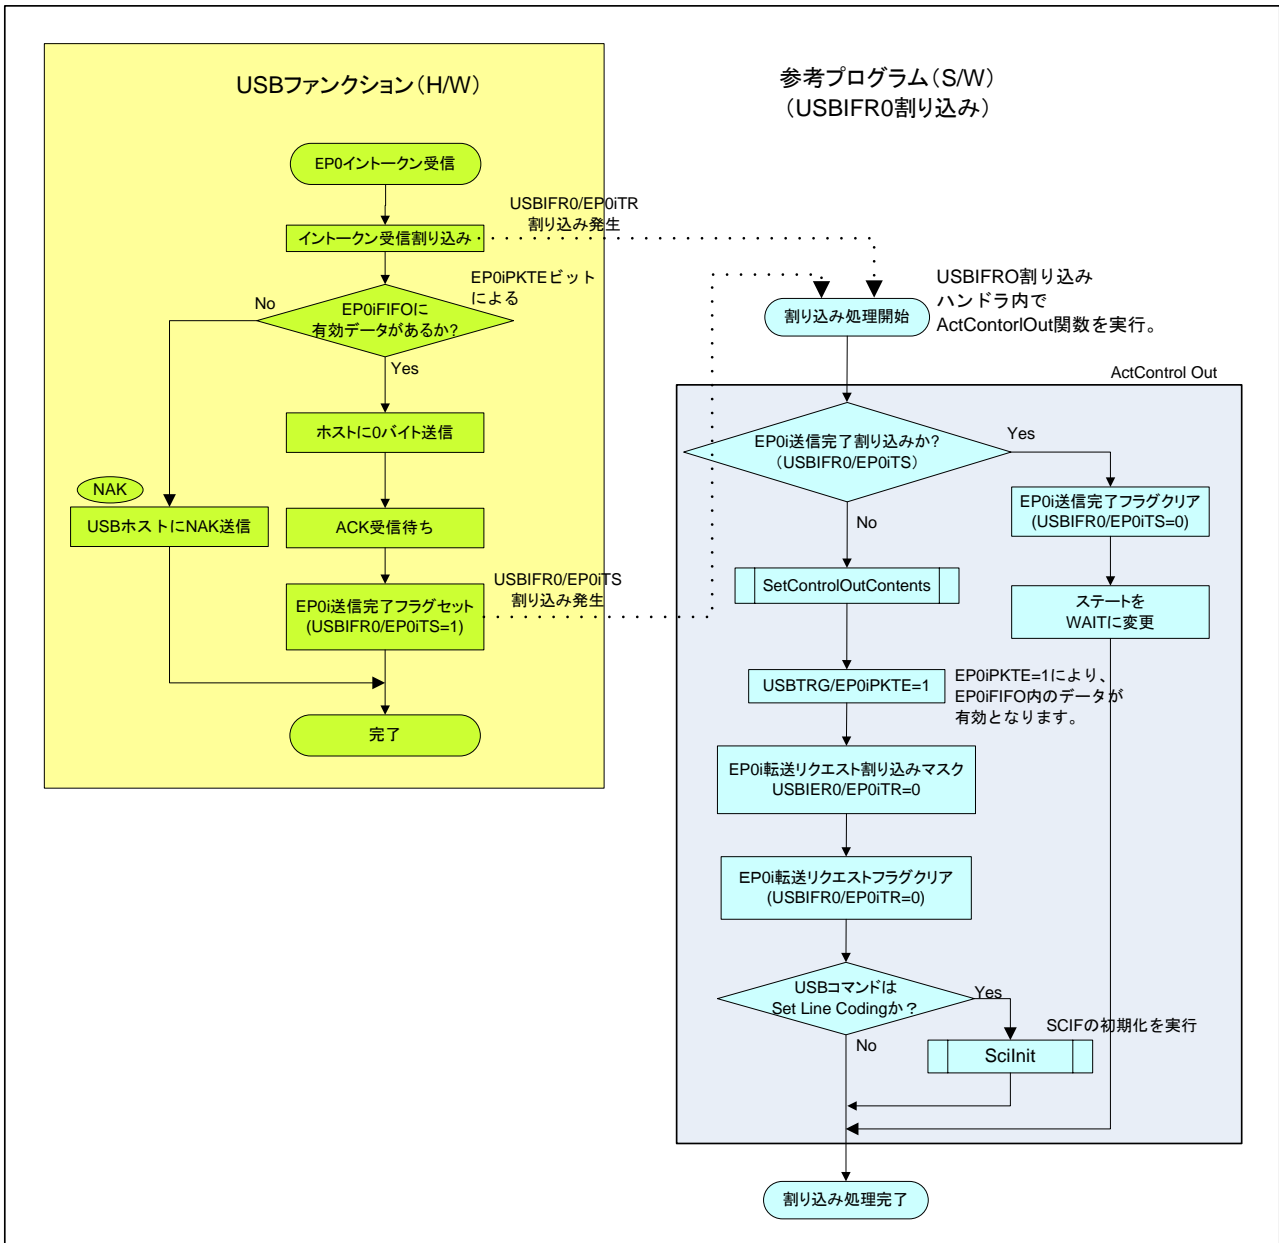 USBファンクション(H/W)
EP0イントークン受信
USBIFR0/EP0iTR
割り込み発生
イントークン受信割り込み
EP0iPKTEビット
による
No
EP0iFIFOに
有効データがあるか?
Yes
ホストに0バイト送信
NAK
USBホストにNAK送信
ACK受信待ち
USBIFR0/EP0iTS
割り込み発生
EP0i送信完了フラグセット
(USBIFR0/EP0iTS=1)
完了
参考プログラム(S/W)
(USBIFR0割り込み)
USBIFRO割り込み
ハンドラ内で
ActContorlOut関数を実行。
割り込み処理開始
ActControl Out
EP0i送信完了割り込みか?
(USBIFR0/EP0iTS)
Yes
No
EP0i送信完了フラグクリア
(USBIFR0/EP0iTS=0)
SetControlOutContents
ステートを
WAITに変更
USBTRG/EP0iPKTE=1
EP0iPKTE=1により、
EP0iFIFO内のデータが
有効となります。
EP0i転送リクエスト割り込みマスク
USBIER0/EP0iTR=0
EP0i転送リクエストフラグクリア
(USBIFR0/EP0iTR=0)
USBコマンドは
Set Line Codingか?
Yes
No
SCIFの初期化を実行
SciInit
割り込み処理完了